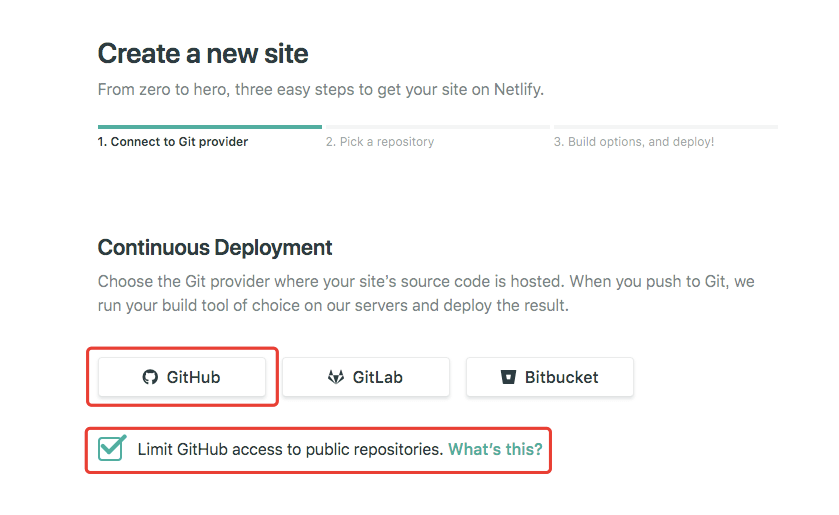 Create a new site
From zero to hero, three easy steps to get your site on Netlify.
1. Connect to Git provider
2. Pick a repository
3. Build options, and deploy!
Continuous Deployment
Choose the Git provider where your site's source code is hosted. When you push to Git, we
run your build tool of choice on our servers and deploy the result.
GitHub
GitLab
Bitbucket
Limit GitHub access to public repositories. What's this?